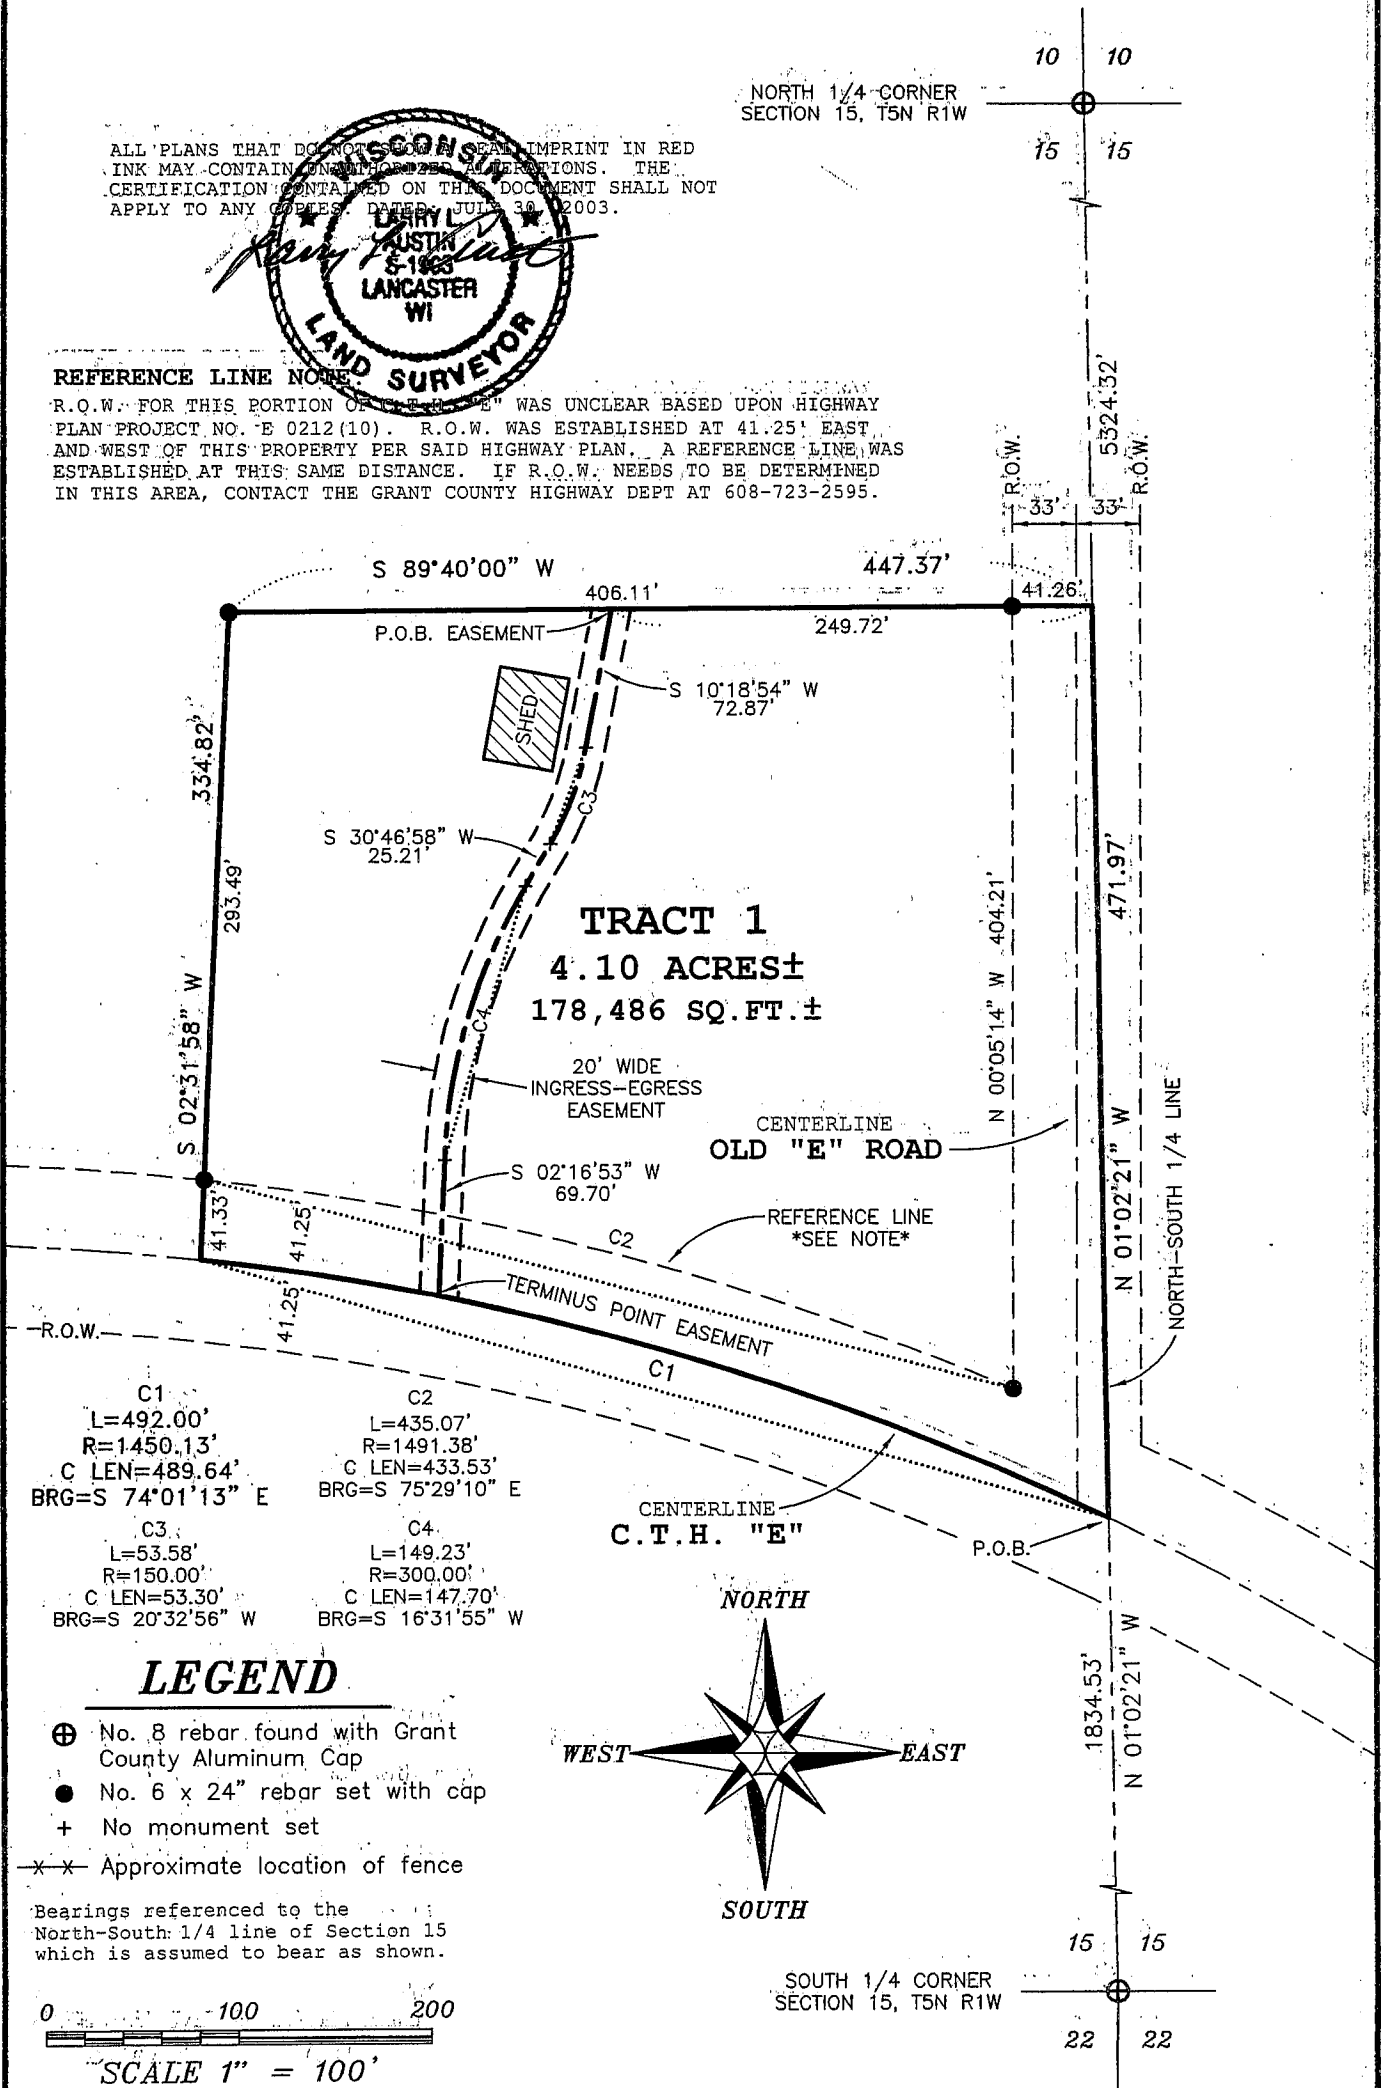 10 10
NORTH 1/4 CORNER
SECTION 15, T5N R1W
15 15
ALL PLANS THAT DO NOT SHOW A SEAL IMPRINT IN RED
INK MAY CONTAIN UNAUTHORIZED ALTERATIONS. THE
CERTIFICATION CONTAINED ON THIS DOCUMENT SHALL NOT
APPLY TO ANY COPIES. DATED: JULY 30, 2003.
WISCONSIN
LARRY L.
AUSTIN
LANCASTER
WI
LAND SURVEYOR
REFERENCE LINE NOTE:
R.O.W. FOR THIS PORTION OF C.T.H. "E" WAS UNCLEAR BASED UPON HIGHWAY
PLAN PROJECT NO. E 0212(10). R.O.W. WAS ESTABLISHED AT 41.25' EAST
AND WEST OF THIS PROPERTY PER SAID HIGHWAY PLAN. A REFERENCE LINE WAS
ESTABLISHED AT THIS SAME DISTANCE. IF R.O.W. NEEDS TO BE DETERMINED
IN THIS AREA, CONTACT THE GRANT COUNTY HIGHWAY DEPT AT 608-723-2595.
5324.32'
R.O.W.
R.O.W.
33' 33'
S 89°40'00" W
447.37'
406.11'
41.26'
249.72'
P.O.B. EASEMENT
SHED
S 10°18'54" W
72.87'
334.82'
293.49'
S 02°31'58" W
C3
S 30°46'58" W
25.21'
TRACT 1
4.10 ACRES±
178,486 SQ.FT.±
N 00°05'14" W 404.21'
471.97'
N 01°02'21" W
NORTH-SOUTH 1/4 LINE
C4
20' WIDE
INGRESS-EGRESS
EASEMENT
CENTERLINE
OLD "E" ROAD
S 02°16'53" W
69.70'
41.33'
41.25'
41.25'
C2
REFERENCE LINE
*SEE NOTE*
TERMINUS POINT EASEMENT
C1
R.O.W.
C1
L=492.00'
R=1450.13'
C LEN=489.64'
BRG=S 74°01'13" E
C2
L=435.07'
R=1491.38'
C LEN=433.53'
BRG=S 75°29'10" E
C3
L=53.58'
R=150.00'
C LEN=53.30'
BRG=S 20°32'56" W
C4
L=149.23'
R=300.00'
C LEN=147.70'
BRG=S 16°31'55" W
CENTERLINE
C.T.H. "E"
P.O.B.
1834.53'
N 01°02'21" W
NORTH
WEST
EAST
SOUTH
LEGEND
No. 8 rebar found with Grant
County Aluminum Cap
No. 6 x 24" rebar set with cap
+ No monument set
-x-x- Approximate location of fence
Bearings referenced to the
North-South 1/4 line of Section 15
which is assumed to bear as shown.
0 100 200
SCALE 1" = 100'
15 15
SOUTH 1/4 CORNER
SECTION 15, T5N R1W
22 22